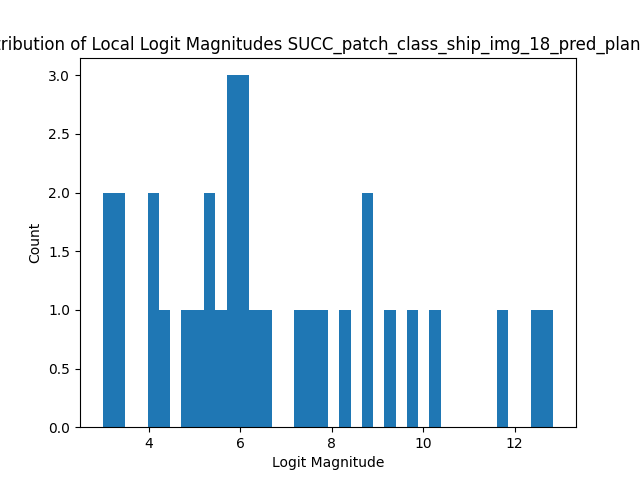 tribution of Local Logit Magnitudes SUCC_patch_class_ship_img_18_pred_plan
3.0
2.5
2.0
1.5
1.0
0.5
0.0
Count
4 6 8 10 12
Logit Magnitude